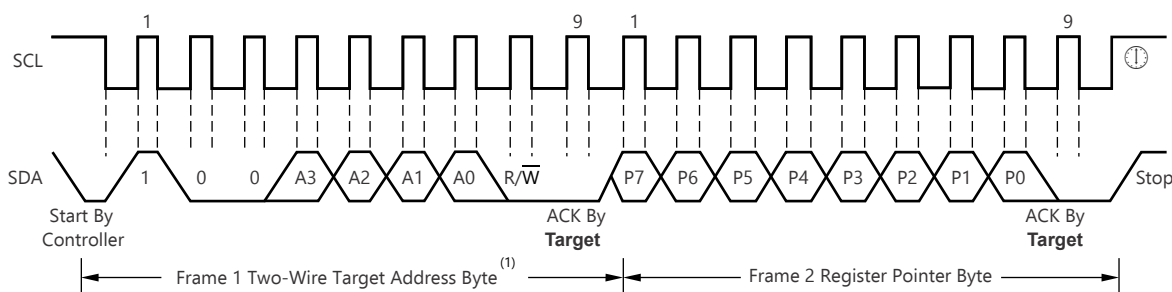 1 9 1 9
SCL
SDA 1 0 0 A3 A2 A1 A0 R/W̅ P7 P6 P5 P4 P3 P2 P1 P0 Stop
Start By ACK By ACK By
Controller Target Target
Frame 1 Two-Wire Target Address Byte (1) Frame 2 Register Pointer Byte